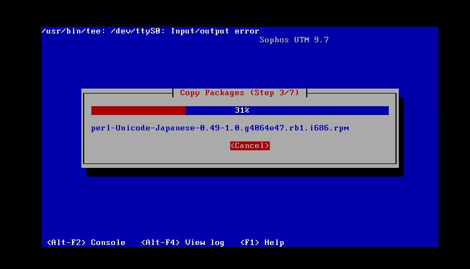 /usr/bin/tee: /dev/ttyS0: Input/output error
Sophos UTM 9.7
Copy Packages (Step 3/7)
31%
perl-Unicode-Japanese-0.49-1.0.g4064e47.rb1.i686.rpm
<Cancel>
<Alt-F2> Console <Alt-F4> View log <F1> Help